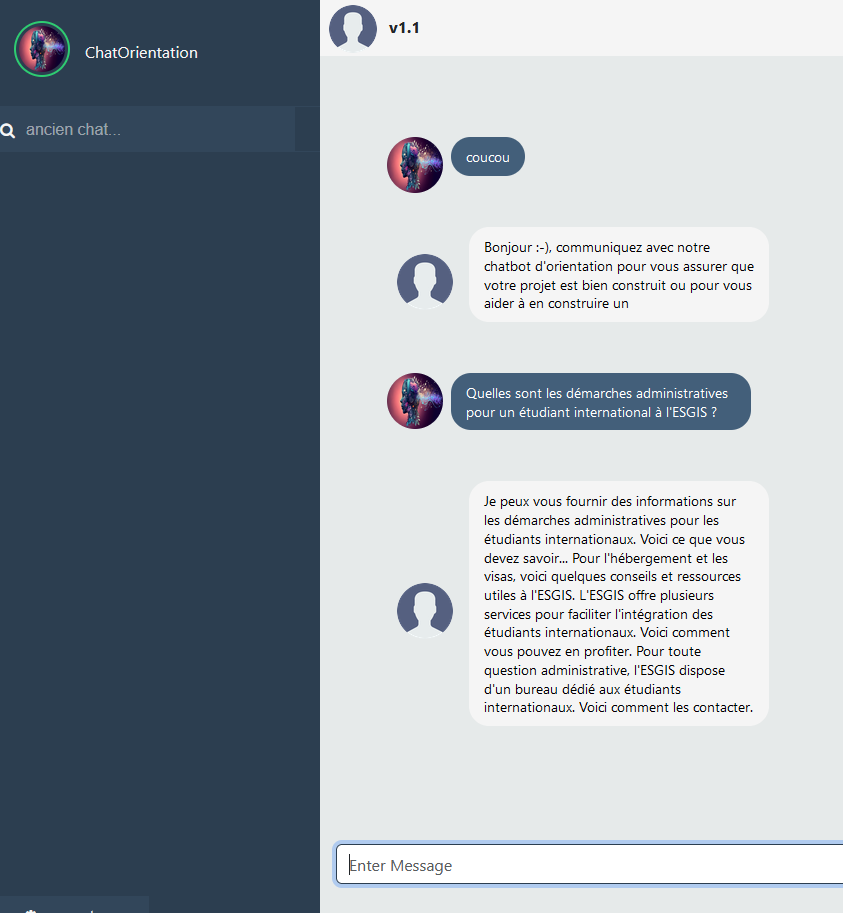 ChatOrientation
v1.1
ancien chat...
coucou
Bonjour :-), communiquez avec notre
chatbot d'orientation pour vous assurer que
votre projet est bien construit ou pour vous
aider à en construire un
Quelles sont les démarches administratives
pour un étudiant international à l'ESGIS ?
Je peux vous fournir des informations sur
les démarches administratives pour les
étudiants internationaux. Voici ce que vous
devez savoir... Pour l'hébergement et les
visas, voici quelques conseils et ressources
utiles à l'ESGIS. L'ESGIS offre plusieurs
services pour faciliter l'intégration des
étudiants internationaux. Voici comment
vous pouvez en profiter. Pour toute
question administrative, l'ESGIS dispose
d'un bureau dédié aux étudiants
internationaux. Voici comment les contacter.
Enter Message